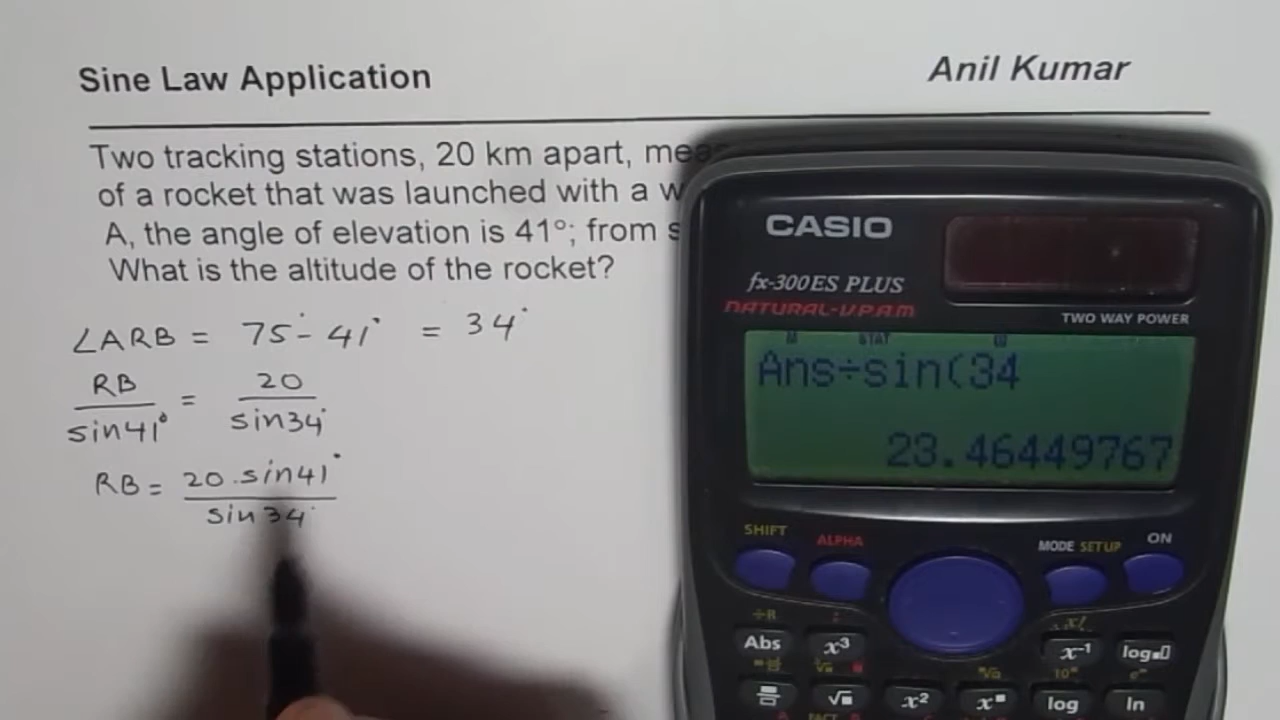 Sine Law Application
Anil Kumar
Two tracking stations, 20 km apart,
of a rocket that was launched with a
A, the angle of elevation is 41°; from
What is the altitude of the rocket?
∠ARB = 75° - 41° = 34°
RB/sin41° = 20/sin34°
RB = 20.sin41°/sin34°
CASIO
fx-300ES PLUS
NATURAL-V.P.A.M.
TWO WAY POWER
M STAT D
Ans÷sin(34
23.46449767
SHIFT
ALPHA
MODE SETUP
ON
÷R
x!
Abs
x³
x⁻¹
log
10
e
√
x²
x
log
ln